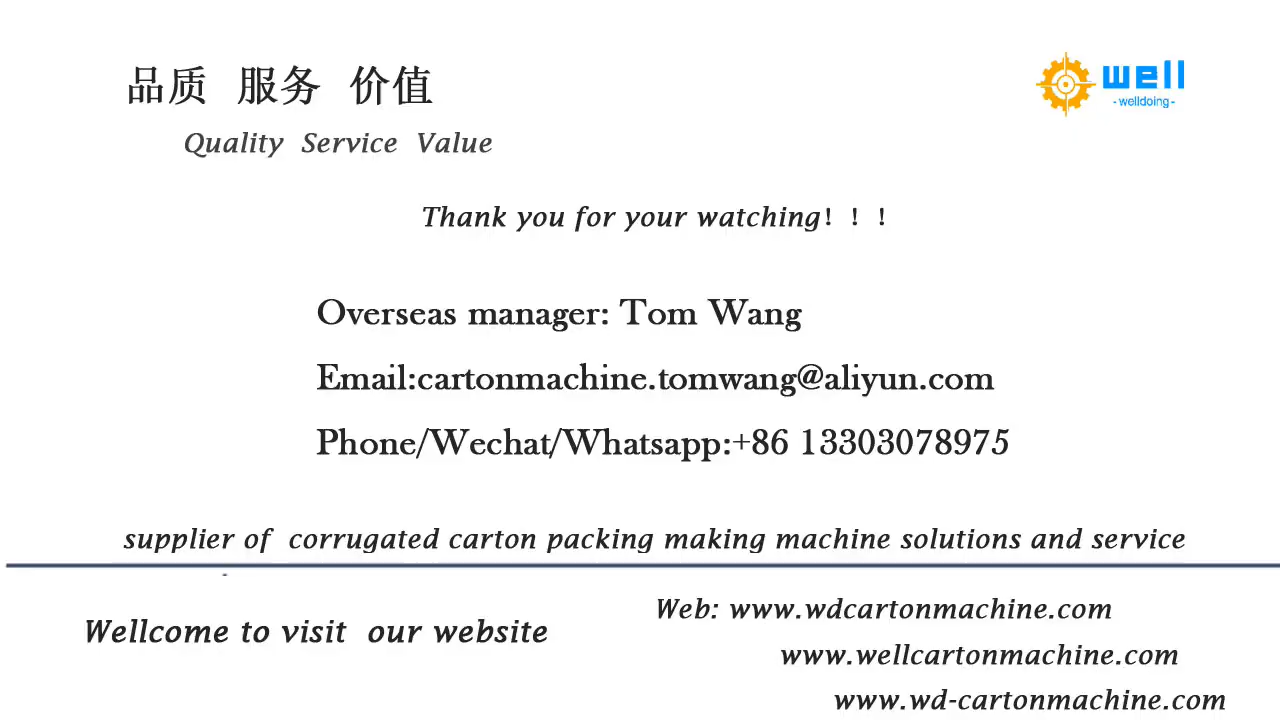 品质 服务 价值
well
-welldoing-
Quality Service Value
Thank you for your watching！！！
Overseas manager: Tom Wang
Email:cartonmachine.tomwang@aliyun.com
Phone/Wechat/Whatsapp:+86 13303078975
supplier of corrugated carton packing making machine solutions and service
Wellcome to visit our website
Web: www.wdcartonmachine.com
www.wellcartonmachine.com
www.wd-cartonmachine.com